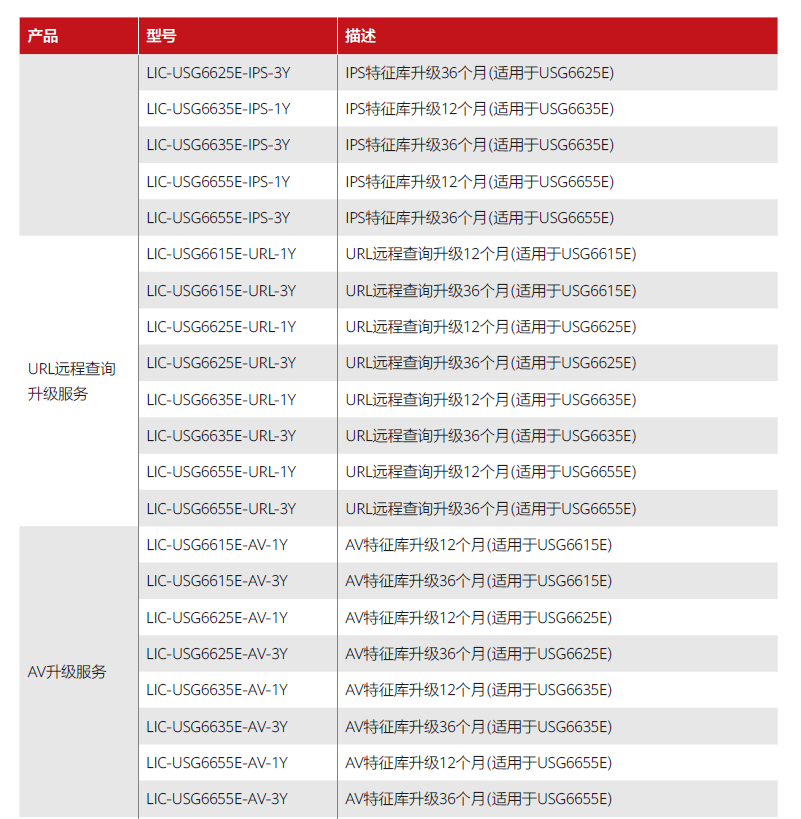 产品 型号 描述
LIC-USG6625E-IPS-3Y IPS特征库升级36个月(适用于USG6625E)
LIC-USG6635E-IPS-1Y IPS特征库升级12个月(适用于USG6635E)
LIC-USG6635E-IPS-3Y IPS特征库升级36个月(适用于USG6635E)
LIC-USG6655E-IPS-1Y IPS特征库升级12个月(适用于USG6655E)
LIC-USG6655E-IPS-3Y IPS特征库升级36个月(适用于USG6655E)
URL远程查询
升级服务
LIC-USG6615E-URL-1Y URL远程查询升级12个月(适用于USG6615E)
LIC-USG6615E-URL-3Y URL远程查询升级36个月(适用于USG6615E)
LIC-USG6625E-URL-1Y URL远程查询升级12个月(适用于USG6625E)
LIC-USG6625E-URL-3Y URL远程查询升级36个月(适用于USG6625E)
LIC-USG6635E-URL-1Y URL远程查询升级12个月(适用于USG6635E)
LIC-USG6635E-URL-3Y URL远程查询升级36个月(适用于USG6635E)
LIC-USG6655E-URL-1Y URL远程查询升级12个月(适用于USG6655E)
LIC-USG6655E-URL-3Y URL远程查询升级36个月(适用于USG6655E)
AV升级服务
LIC-USG6615E-AV-1Y AV特征库升级12个月(适用于USG6615E)
LIC-USG6615E-AV-3Y AV特征库升级36个月(适用于USG6615E)
LIC-USG6625E-AV-1Y AV特征库升级12个月(适用于USG6625E)
LIC-USG6625E-AV-3Y AV特征库升级36个月(适用于USG6625E)
LIC-USG6635E-AV-1Y AV特征库升级12个月(适用于USG6635E)
LIC-USG6635E-AV-3Y AV特征库升级36个月(适用于USG6635E)
LIC-USG6655E-AV-1Y AV特征库升级12个月(适用于USG6655E)
LIC-USG6655E-AV-3Y AV特征库升级36个月(适用于USG6655E)